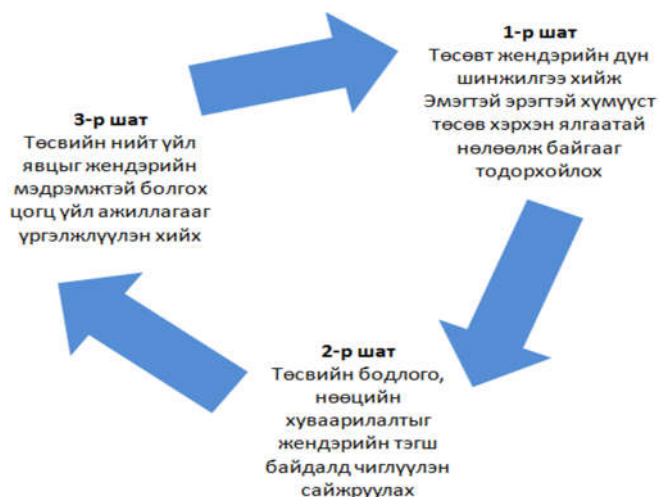 1-р шат
Төсөвт жендэрийн дүн
шинжилгээ хийж
Эмэгтэй эрэгтэй хүмүүст
төсөв хэрхэн ялгаатай
нөлөөлж байгааг
тодорхойлох
2-р шат
Төсвийн бодлого,
нөөцийн
хуваарилалтыг
жендэрийн тэгш
байдалд чиглүүлэн
сайжруулах
3-р шат
Төсвийн нийт үйл
явцыг жендэрийн
мэдрэмжтэй болгох
цогц үйл ажиллагааг
үргэлжлүүлэн хийх